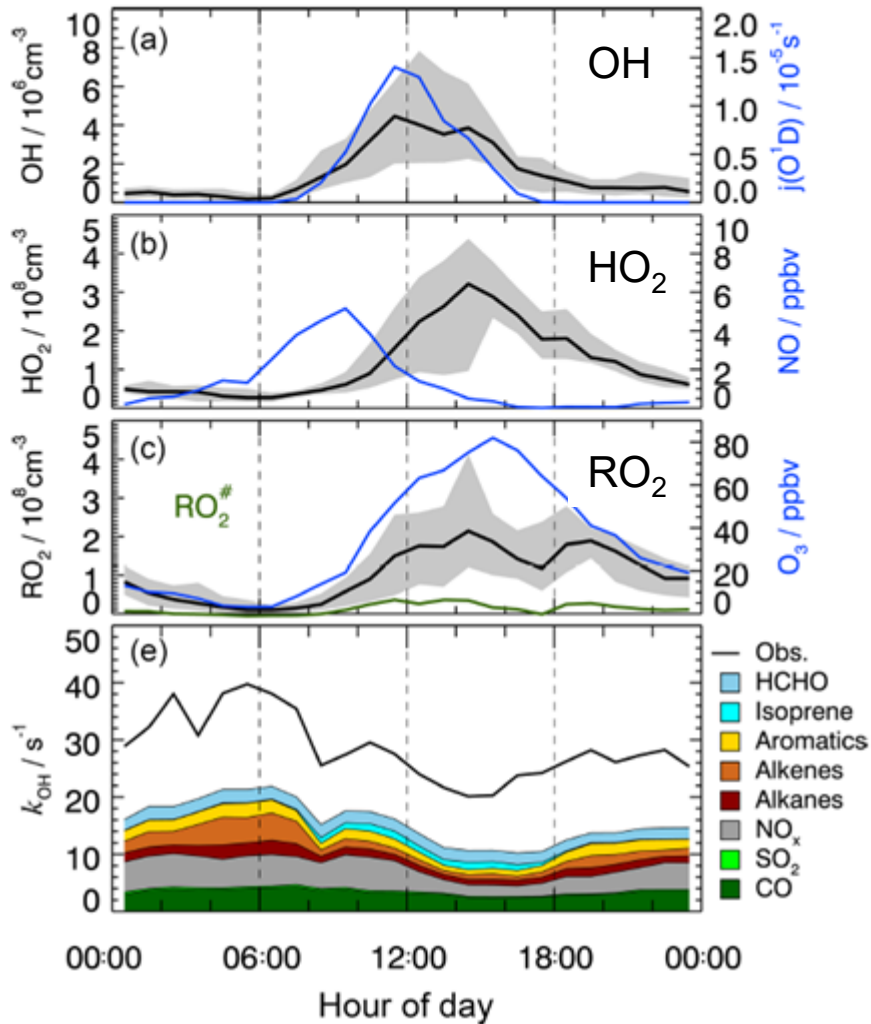 (a)
OH
OH / 10⁶cm⁻³
10
8
6
4
2
0
2.0
1.5
1.0
0.5
0.0
j(O¹D) / 10⁻⁵s⁻¹
(b)
HO₂
HO₂ / 10⁸cm⁻³
5
4
3
2
1
0
10
8
6
4
2
0
NO / ppbv
(c)
RO₂
RO₂#
RO₂ / 10⁸cm⁻³
5
4
3
2
1
0
80
60
40
20
0
O₃ / ppbv
(e)
k_OH / s⁻¹
50
40
30
20
10
0
Obs.
HCHO
Isoprene
Aromatics
Alkenes
Alkanes
NOₓ
SO₂
CO
00:00 06:00 12:00 18:00 00:00
Hour of day